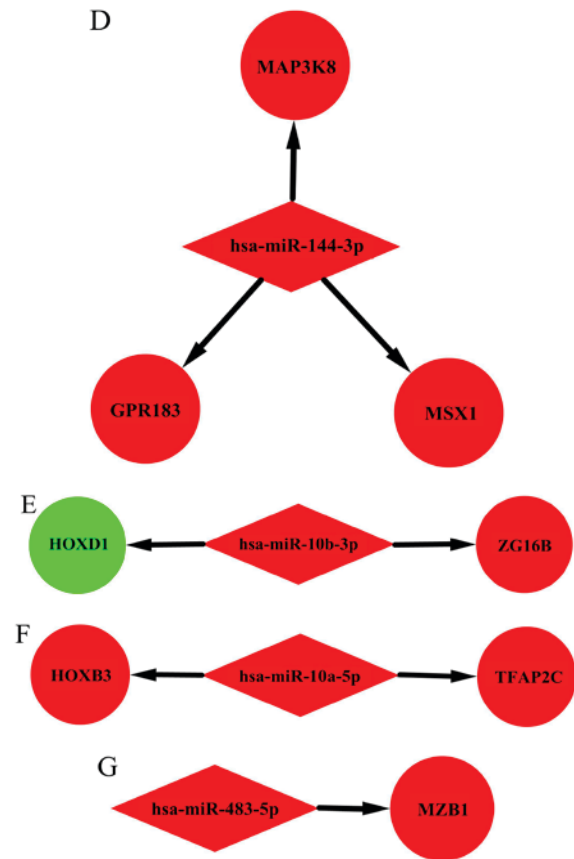 D
MAP3K8
hsa-miR-144-3p
GPR183
MSX1
E
HOXD1
hsa-miR-10b-3p
ZG16B
F
HOXB3
hsa-miR-10a-5p
TFAP2C
G
hsa-miR-483-5p
MZB1